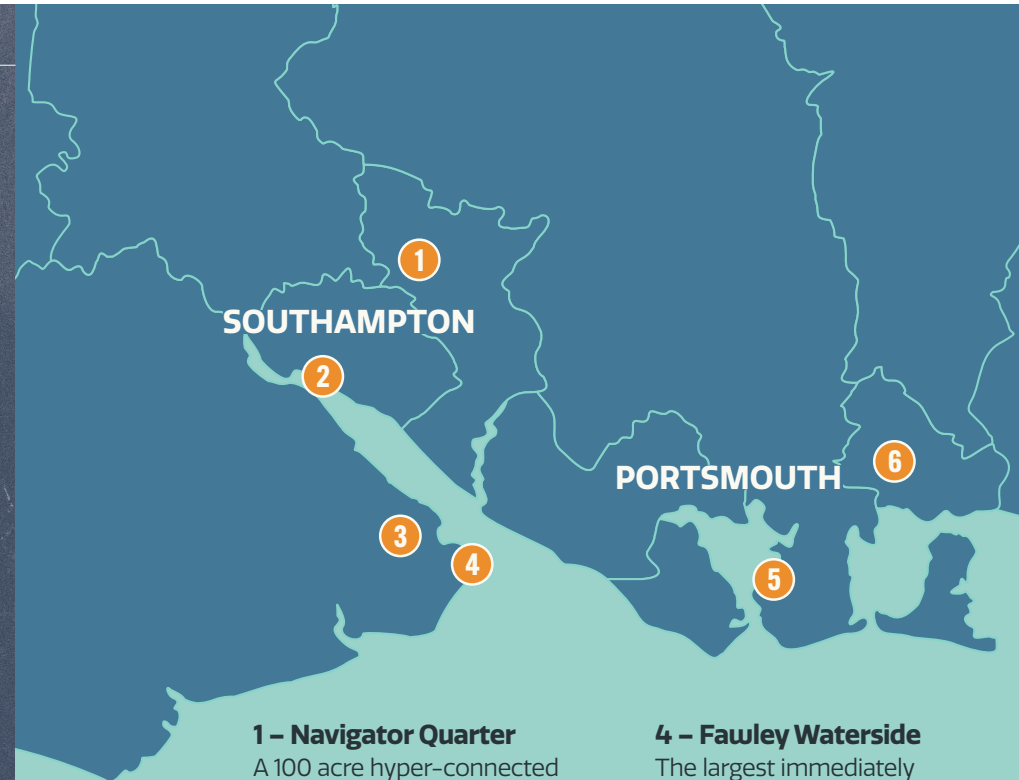 1
SOUTHAMPTON
2
PORTSMOUTH
6
3
4
5
1 – Navigator Quarter
A 100 acre hyper-connected
4 – Fawley Waterside
The largest immediately